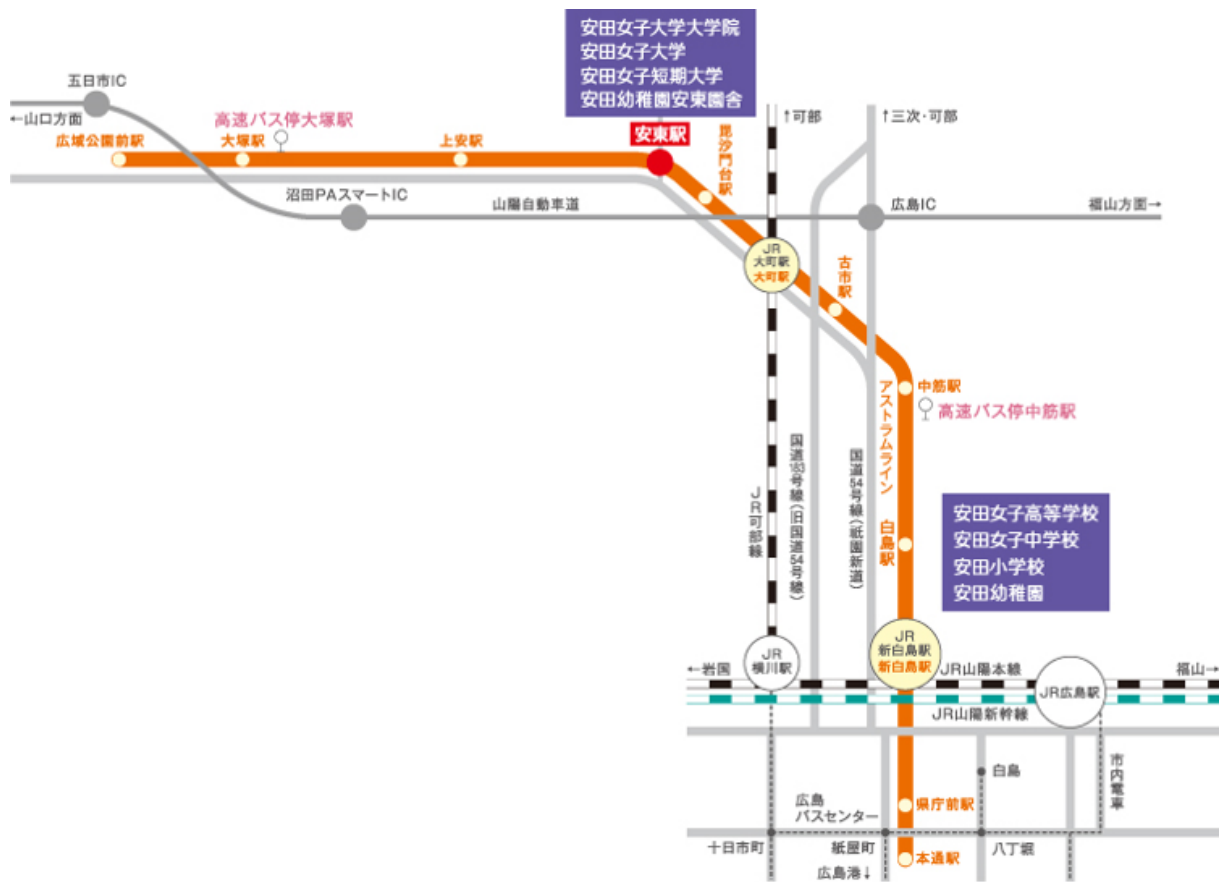 安田女子大学大学院
安田女子大学
安田女子短期大学
安田幼稚園安東園舎
五日市IC
←山口方面
高速バス停大塚駅
安東駅
↑可部
↑三次・可部
広域公園前駅
大塚駅
上安駅
毘沙門台駅
沼田PAスマートIC
山陽自動車道
広島IC
福山方面→
JR
大町駅
大町駅
古市駅
中筋駅
高速バス停中筋駅
アストラムライン
国道183号線(旧国道54号線)
国道54号線(祇園新道)
JR可部線
白島駅
安田女子高等学校
安田女子中学校
安田小学校
安田幼稚園
JR
横川駅
JR
新白島駅
新白島駅
←岩国
JR山陽本線
福山→
JR広島駅
JR山陽新幹線
白島
市内電車
広島
バスセンター
県庁前駅
十日市町
紙屋町
八丁堀
本通駅
広島港↓